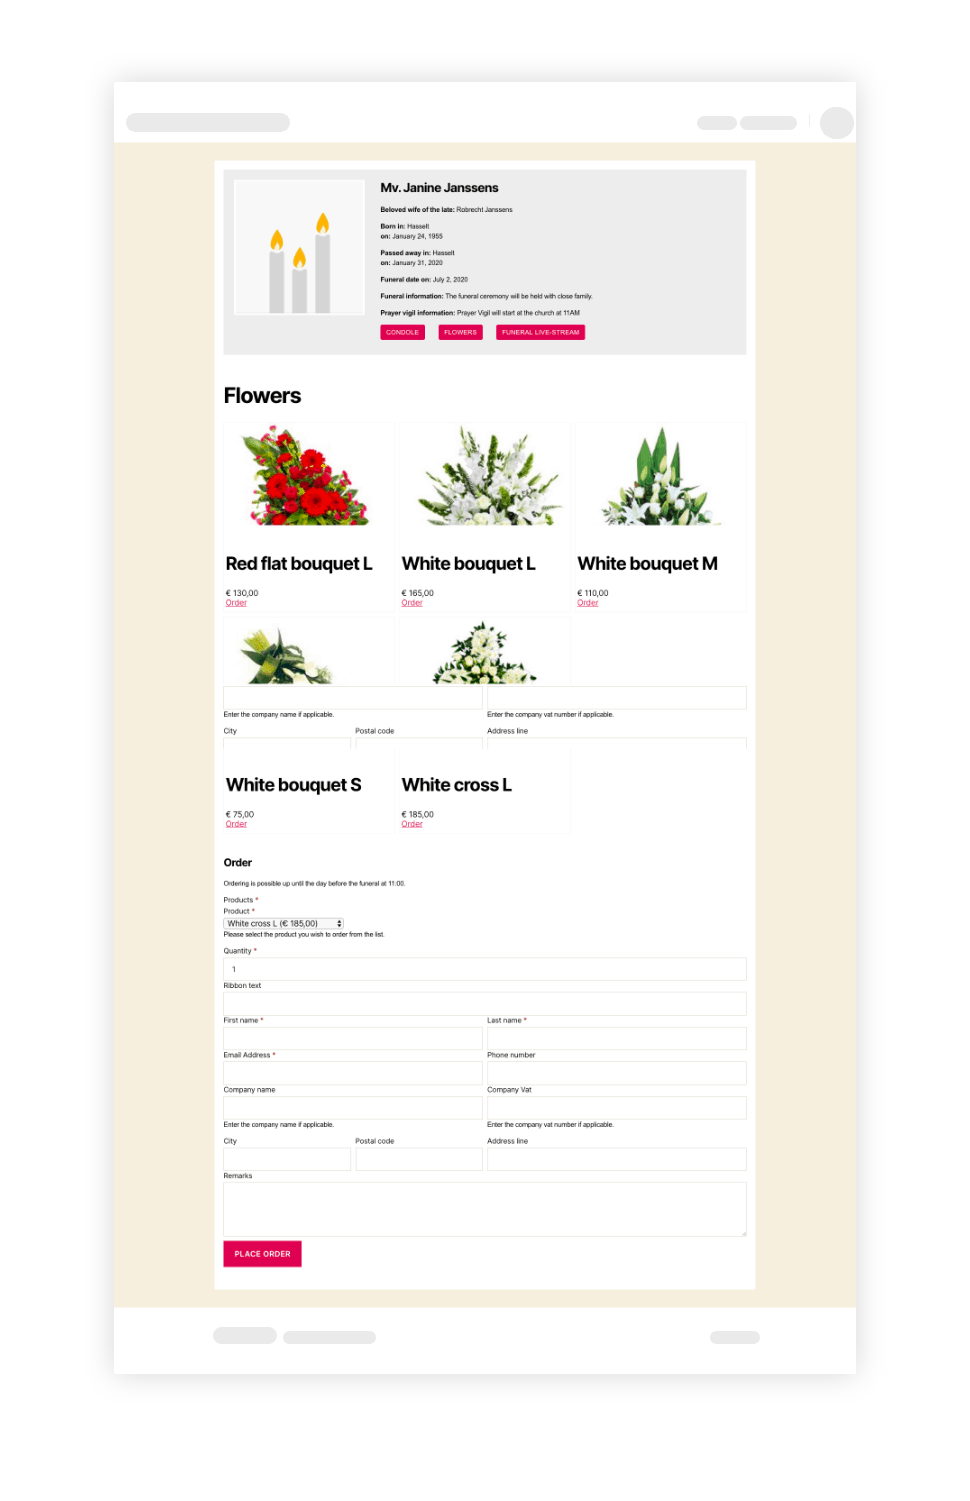 Mv. Janine Janssens
Beloved wife of the late: Robrecht Janssens
Born in: Hasselt
on: January 24, 1955
Passed away in: Hasselt
on: January 31, 2020
Funeral date on: July 2, 2020
Funeral information: The funeral ceremony will be held with close family.
Prayer vigil information: Prayer Vigil will start at the church at 11AM
CONDOLE FLOWERS FUNERAL LIVE-STREAM
Flowers
Red flat bouquet L White bouquet L White bouquet M
€ 130,00 € 165,00 € 110,00
Order Order Order
Enter the company name if applicable. Enter the company vat number if applicable.
City Postal code Address line
White bouquet S White cross L
€ 75,00 € 185,00
Order Order
Order
Ordering is possible up until the day before the funeral at 11:00.
Products *
Product *
White cross L (€ 185,00)
Please select the product you wish to order from the list.
Quantity *
1
Ribbon text
First name * Last name *
Email Address * Phone number
Company name Company Vat
Enter the company name if applicable. Enter the company vat number if applicable.
City Postal code Address line
Remarks
PLACE ORDER